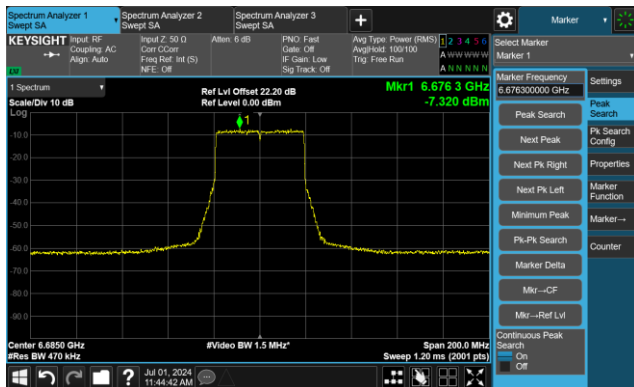 Spectrum Analyzer 1
Swept SA
Spectrum Analyzer 2
Swept SA
Spectrum Analyzer 3
Swept SA
Marker
KEYSIGHT
Input: RF
Coupling: AC
Align: Auto
Input Z: 50 Ω
Corr CCorr
Freq Ref: Int (S)
NFE: Off
Atten: 6 dB
PNO: Fast
Gate: Off
IF Gain: Low
Sig Track: Off
Avg Type: Power (RMS)
Avg|Hold: 100/100
Trig: Free Run
1 2 3 4 5 6
A W W W W W
A N N N N N
Select Marker
Marker 1
1 Spectrum
Scale/Div 10 dB
Log
Ref Lvl Offset 22.20 dB
Ref Level 0.00 dBm
Mkr1 6.676 3 GHz
-7.320 dBm
1
-10.0
-20.0
-30.0
-40.0
-50.0
-60.0
-70.0
-80.0
-90.0
Center 6.6850 GHz
#Res BW 470 kHz
#Video BW 1.5 MHz*
Span 200.0 MHz
Sweep 1.20 ms (2001 pts)
Marker Frequency
6.676300000 GHz
Peak Search
Next Peak
Next Pk Right
Next Pk Left
Minimum Peak
Pk-Pk Search
Marker Delta
Mkr→CF
Mkr→Ref Lvl
Continuous Peak
Search
On
Off
Settings
Peak
Search
Pk Search
Config
Properties
Marker
Function
Marker→
Counter
Jul 01, 2024
11:44:42 AM